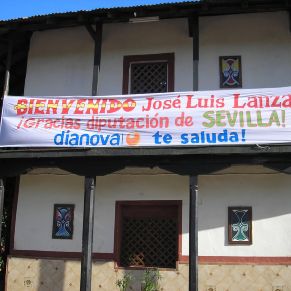 BIENVENIDO José Luis Lanza
¡Gracias diputación de SEVILLA!
dianova te saluda!